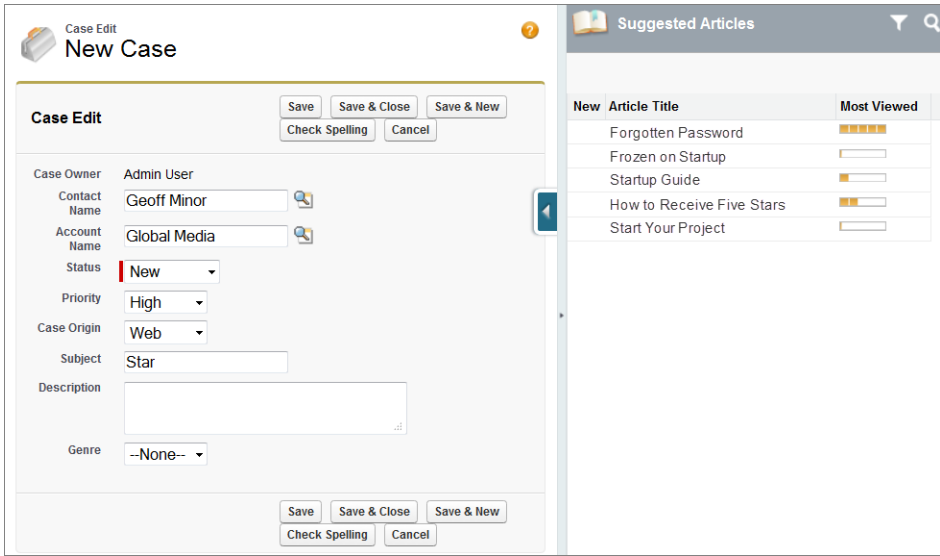 Case Edit
New Case
?
Case Edit
Save Save & Close Save & New
Check Spelling Cancel
Case Owner Admin User
Contact Name Geoff Minor
Account Name Global Media
Status New
Priority High
Case Origin Web
Subject Star
Description
Genre --None--
Save Save & Close Save & New
Check Spelling Cancel
Suggested Articles
New Article Title Most Viewed
Forgotten Password
Frozen on Startup
Startup Guide
How to Receive Five Stars
Start Your Project